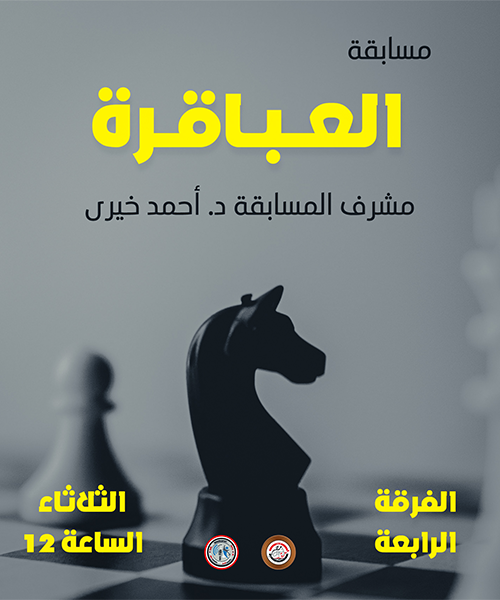 مسابقة
العباقرة
مشرف المسابقة د. أحمد خيرى
الفرقة
الرابعة
الثلاثاء
الساعة 12